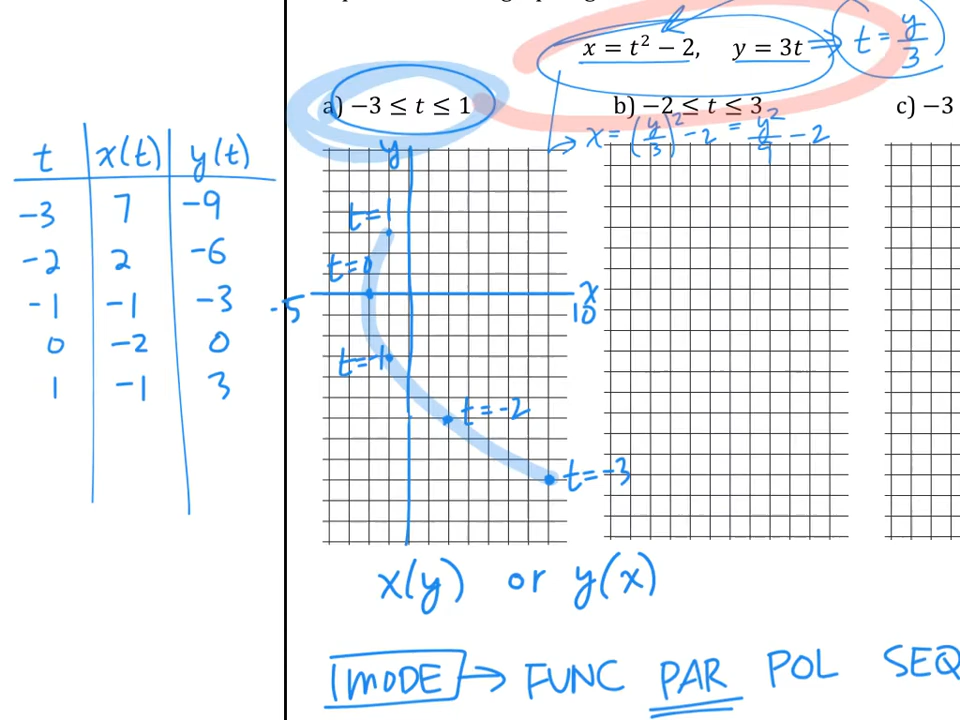 x = t² − 2, y = 3t ⇒ t = y/3
a) −3 ≤ t ≤ 1
b) −2 ≤ t ≤ 3
c) −3
→ x = (y/3)² − 2 = y²/9 − 2
t x(t) y(t)
−3 7 −9
−2 2 −6
−1 −1 −3
0 −2 0
1 −1 3
y
t=1
t=0
-5
x
10
t=-1
t=-2
t=-3
x(y) or y(x)
MODE → FUNC PAR POL SEQ